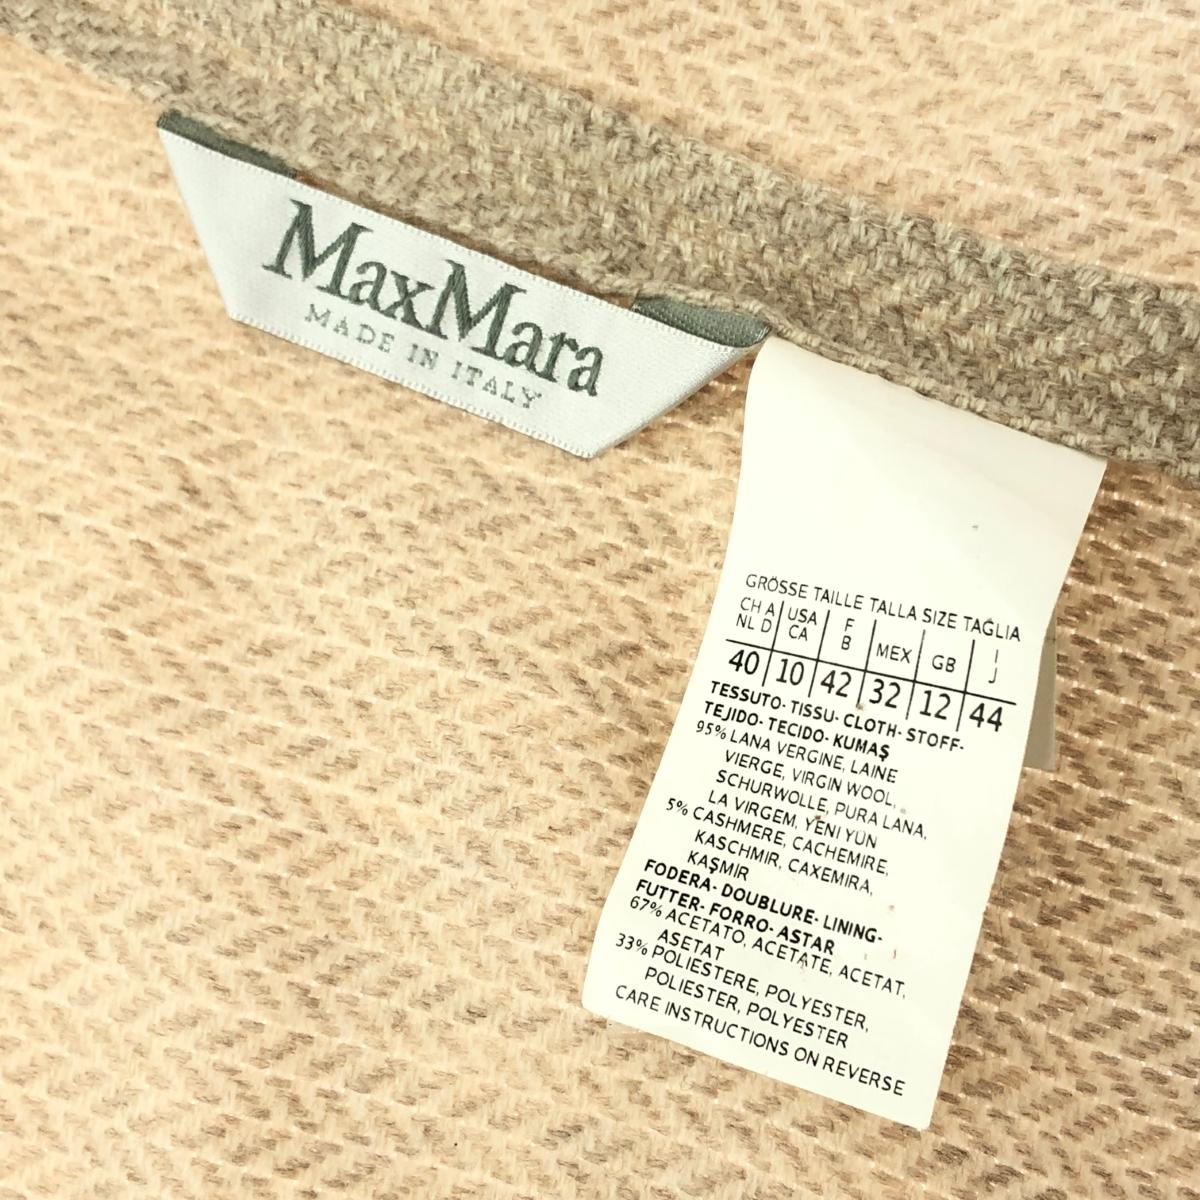 MaxMara
MADE IN ITALY
GRÖSSE TAILLE TALLA SIZE TAGLIA
CH A USA F MEX GB I
NL D CA B J
40 10 42 32 12 44
TESSUTO- TISSU- CLOTH- STOFF-
TEJIDO- TECIDO- KUMAŞ
95% LANA VERGINE, LAINE
VIERGE, VIRGIN WOOL,
SCHURWOLLE, PURA LANA,
LA VIRGEM, YENI YÜN
5% CASHMERE, CACHEMIRE,
KASCHMIR, CAXEMIRA,
KAŞMIR
FODERA- DOUBLURE- LINING-
FUTTER- FORRO- ASTAR
67% ACETATO, ACETATE, ACETAT,
ASETAT
33% POLIESTERE, POLYESTER,
POLIESTER, POLYESTER
CARE INSTRUCTIONS ON REVERSE